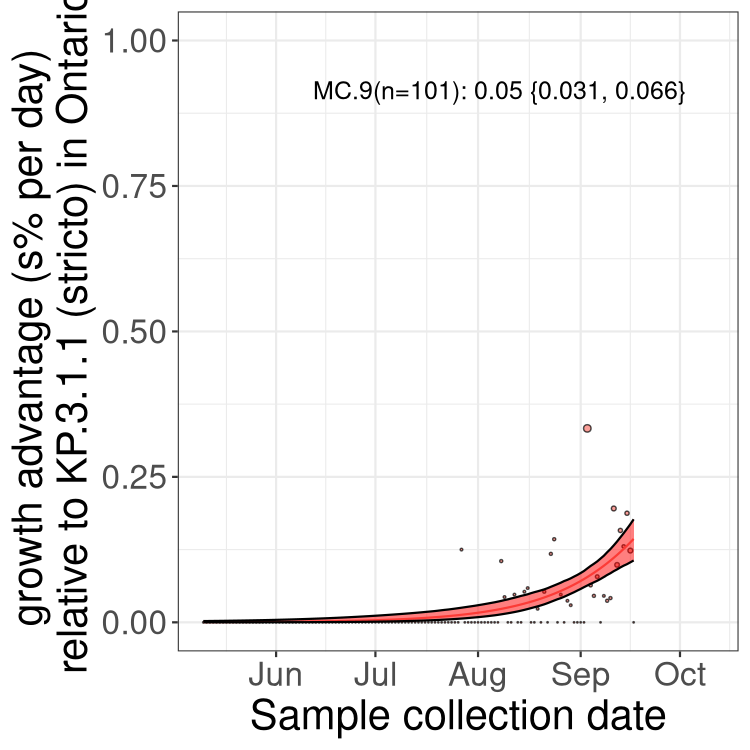 growth advantage (s% per day)
relative to KP.3.1.1 (stricto) in Ontario
1.00
0.75
0.50
0.25
0.00
MC.9(n=101): 0.05 {0.031, 0.066}
Jun Jul Aug Sep Oct
Sample collection date